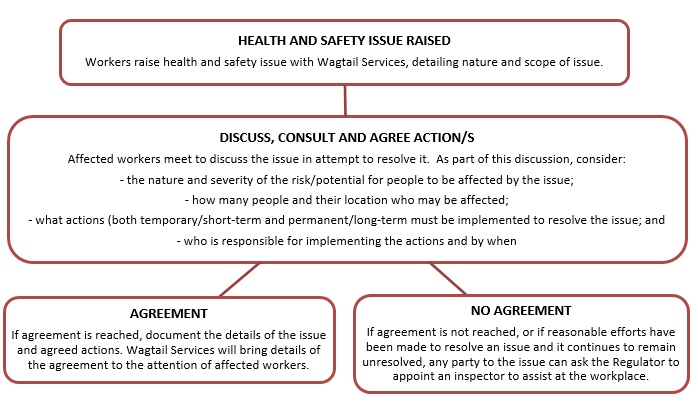 HEALTH AND SAFETY ISSUE RAISED
Workers raise health and safety issue with Wagtail Services, detailing nature and scope of issue.
DISCUSS, CONSULT AND AGREE ACTION/S
Affected workers meet to discuss the issue in attempt to resolve it. As part of this discussion, consider:
- the nature and severity of the risk/potential for people to be affected by the issue;
- how many people and their location who may be affected;
- what actions (both temporary/short-term and permanent/long-term must be implemented to resolve the issue; and
- who is responsible for implementing the actions and by when
AGREEMENT
If agreement is reached, document the details of the issue
and agreed actions. Wagtail Services will bring details of
the agreement to the attention of affected workers.
NO AGREEMENT
If agreement is not reached, or if reasonable efforts have
been made to resolve an issue and it continues to remain
unresolved, any party to the issue can ask the Regulator to
appoint an inspector to assist at the workplace.